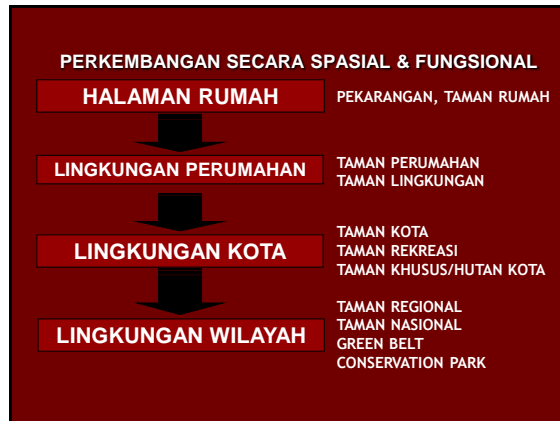 PERKEMBANGAN SECARA SPASIAL & FUNGSIONAL
HALAMAN RUMAH
PEKARANGAN, TAMAN RUMAH
LINGKUNGAN PERUMAHAN
TAMAN PERUMAHAN
TAMAN LINGKUNGAN
LINGKUNGAN KOTA
TAMAN KOTA
TAMAN REKREASI
TAMAN KHUSUS/HUTAN KOTA
LINGKUNGAN WILAYAH
TAMAN REGIONAL
TAMAN NASIONAL
GREEN BELT
CONSERVATION PARK